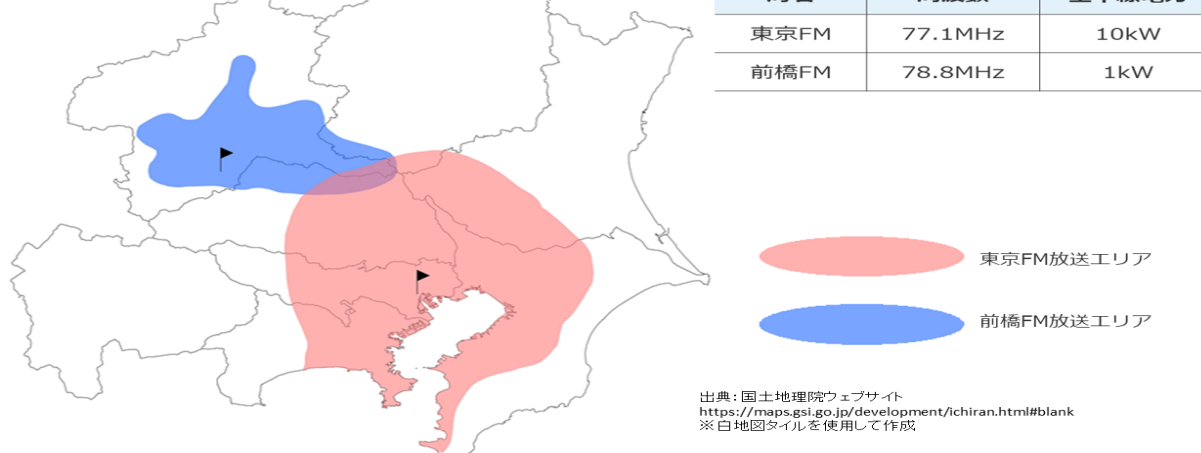 東京FM 77.1MHz 10kW
前橋FM 78.8MHz 1kW
東京FM放送エリア
前橋FM放送エリア
出典：国土地理院ウェブサイト
https://maps.gsi.go.jp/development/ichiran.html#blank
※白地図タイルを使用して作成